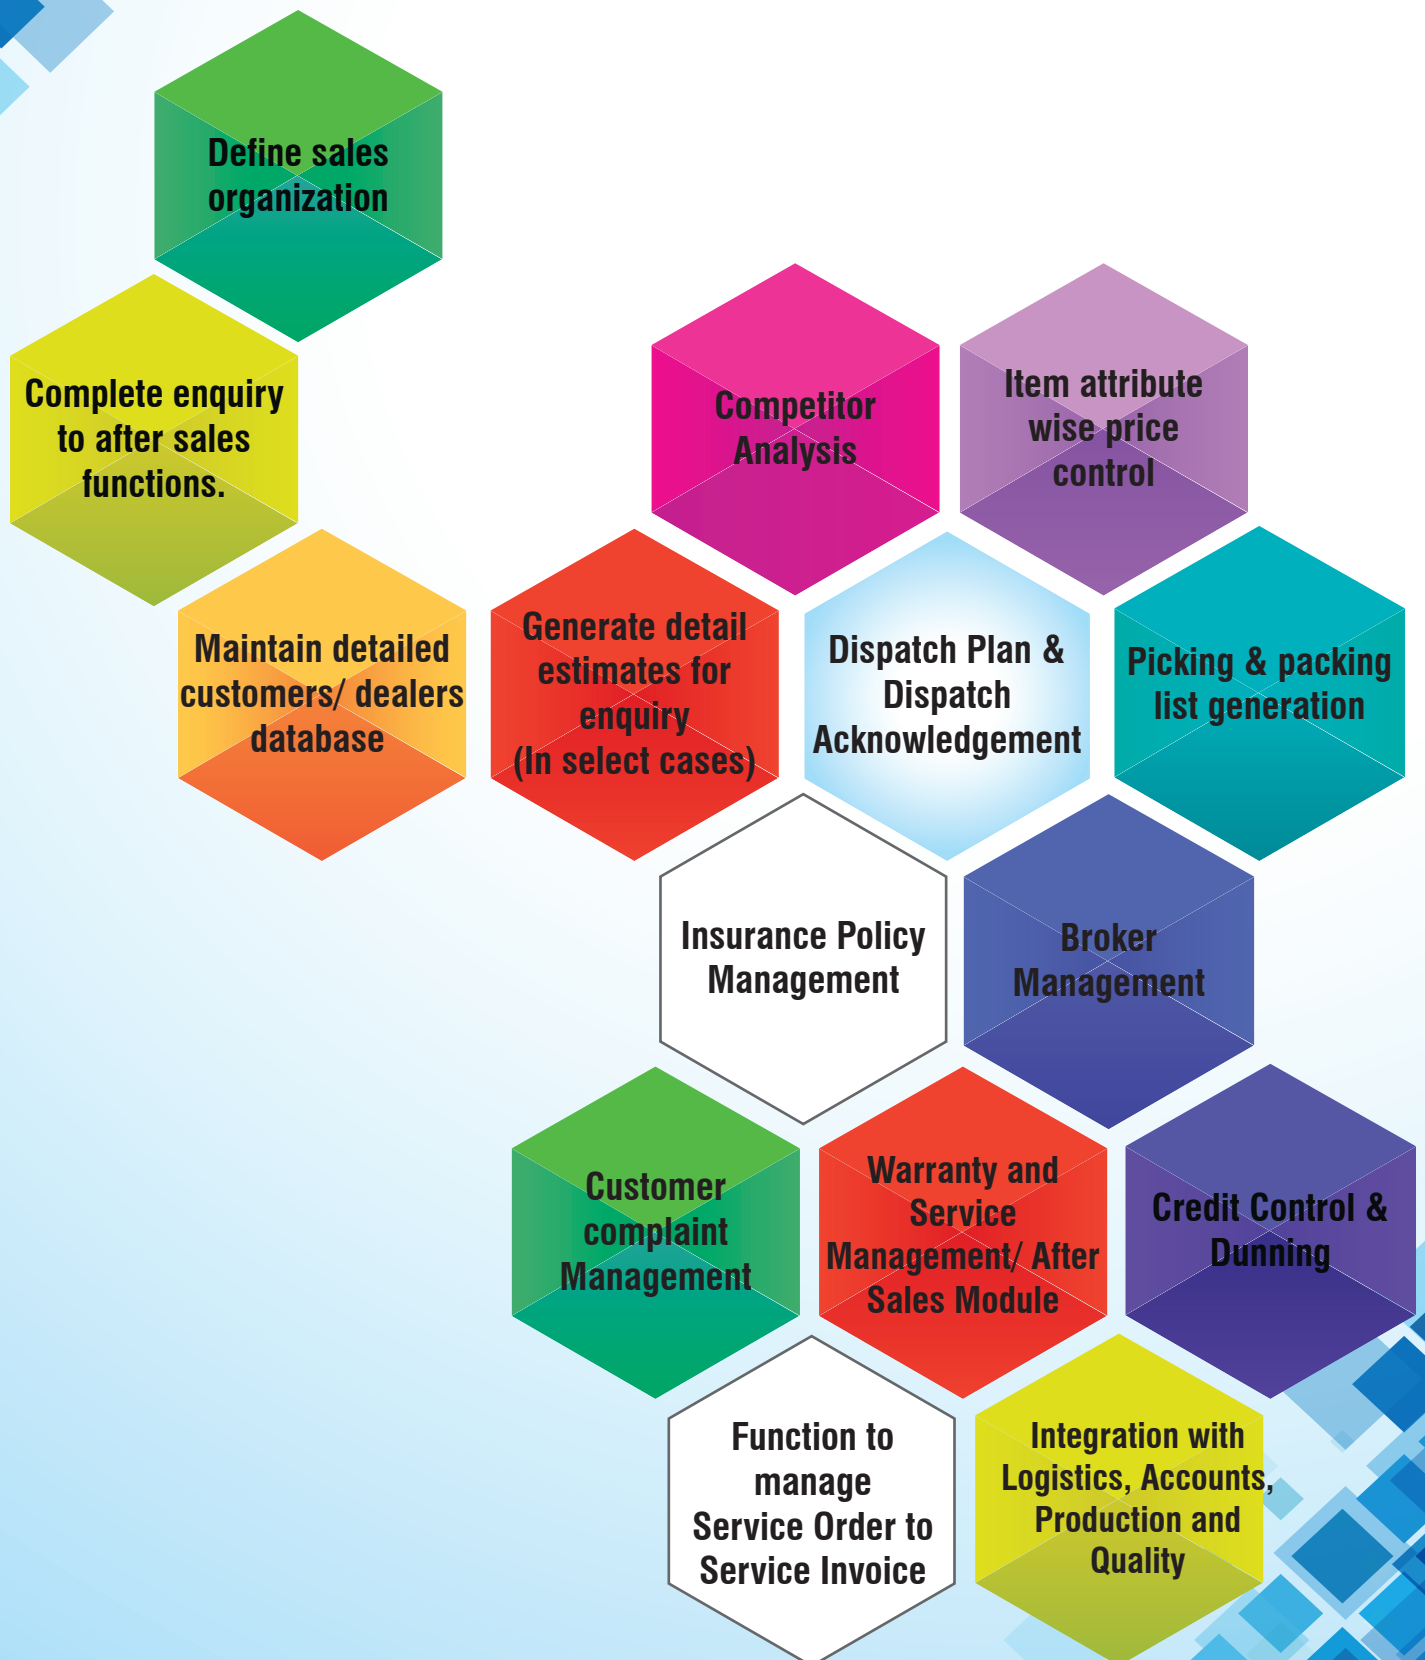 Define sales
organization
Complete enquiry
to after sales
functions.
Competitor
Analysis
Item attribute
wise price
control
Maintain detailed
customers/ dealers
database
Generate detail
estimates for
enquiry
(In select cases)
Dispatch Plan &
Dispatch
Acknowledgement
Picking & packing
list generation
Insurance Policy
Management
Broker
Management
Customer
complaint
Management
Warranty and
Service
Management/ After
Sales Module
Credit Control &
Dunning
Function to
manage
Service Order to
Service Invoice
Integration with
Logistics, Accounts,
Production and
Quality